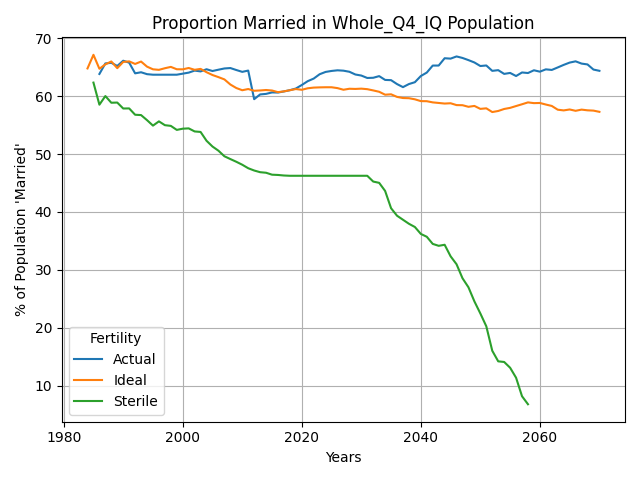 Proportion Married in Whole_Q4_IQ Population
% of Population 'Married'
70
60
50
40
30
20
10
Fertility
Actual
Ideal
Sterile
1980
2000
2020
2040
2060
Years